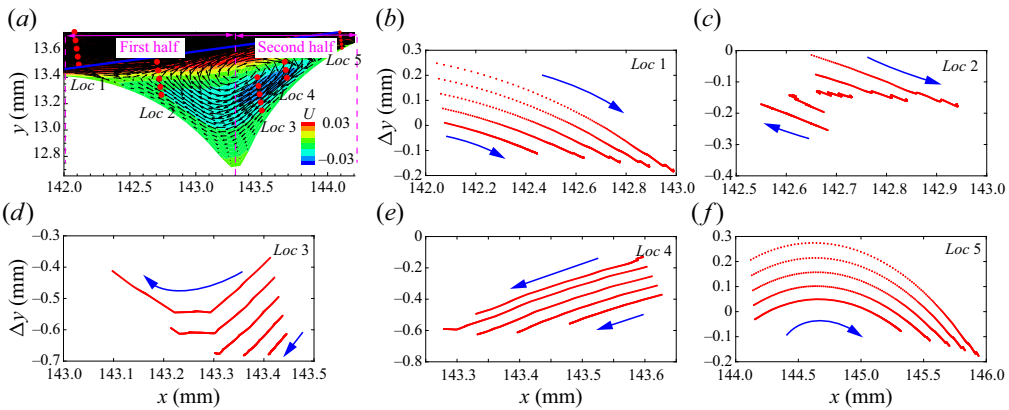 (a)
First half Second half
Loc 1
Loc 2
Loc 3
Loc 4
Loc 5
U
0.03
–0.03
y (mm)
13.6
13.4
13.2
13.0
12.8
142.0 142.5 143.0 143.5 144.0
(b)
Loc 1
Δy (mm)
0.3
0.2
0.1
0
–0.1
–0.2
142.0 142.2 142.4 142.6 142.8 143.0
(c)
Loc 2
0
–0.1
–0.2
–0.3
–0.4
142.5 142.6 142.7 142.8 142.9 143.0
(d)
Loc 3
Δy (mm)
–0.3
–0.4
–0.5
–0.6
–0.7
143.0 143.1 143.2 143.3 143.4 143.5
x (mm)
(e)
Loc 4
0
–0.2
–0.4
–0.6
–0.8
143.3 143.4 143.5 143.6
x (mm)
(f)
Loc 5
0.3
0.2
0.1
0
–0.1
–0.2
144.0 144.5 145.0 145.5 146.0
x (mm)